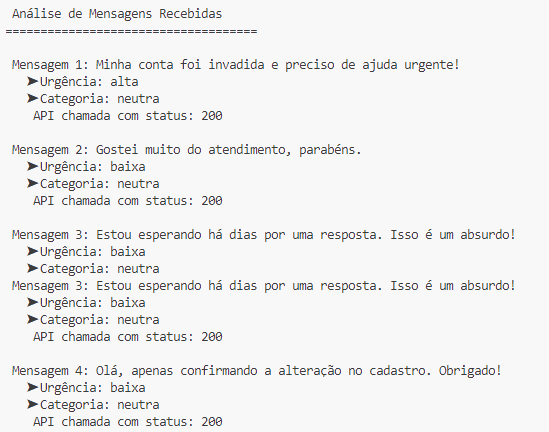 Análise de Mensagens Recebidas
====================================
Mensagem 1: Minha conta foi invadida e preciso de ajuda urgente!
➤Urgência: alta
➤Categoria: neutra
API chamada com status: 200
Mensagem 2: Gostei muito do atendimento, parabéns.
➤Urgência: baixa
➤Categoria: neutra
API chamada com status: 200
Mensagem 3: Estou esperando há dias por uma resposta. Isso é um absurdo!
➤Urgência: baixa
➤Categoria: neutra
Mensagem 3: Estou esperando há dias por uma resposta. Isso é um absurdo!
➤Urgência: baixa
➤Categoria: neutra
API chamada com status: 200
Mensagem 4: Olá, apenas confirmando a alteração no cadastro. Obrigado!
➤Urgência: baixa
➤Categoria: neutra
API chamada com status: 200